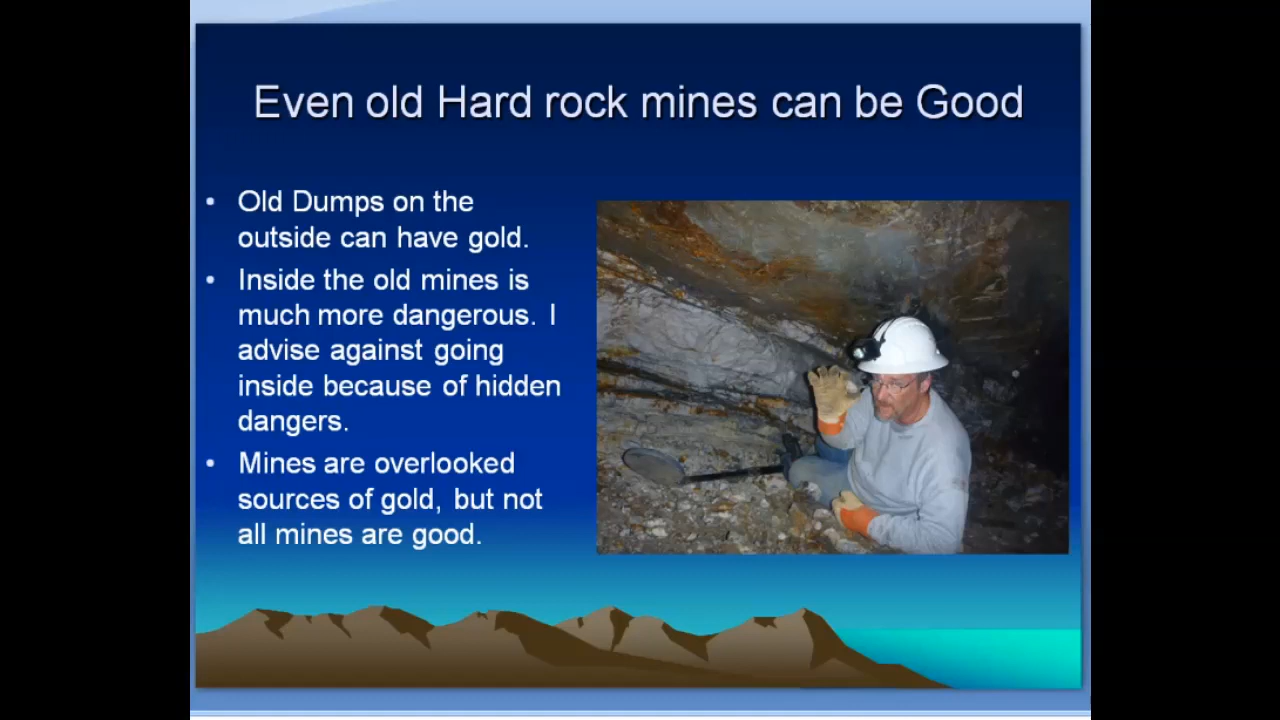 Even old Hard rock mines can be Good
• Old Dumps on the
outside can have gold.
• Inside the old mines is
much more dangerous. I
advise against going
inside because of hidden
dangers.
• Mines are overlooked
sources of gold, but not
all mines are good.